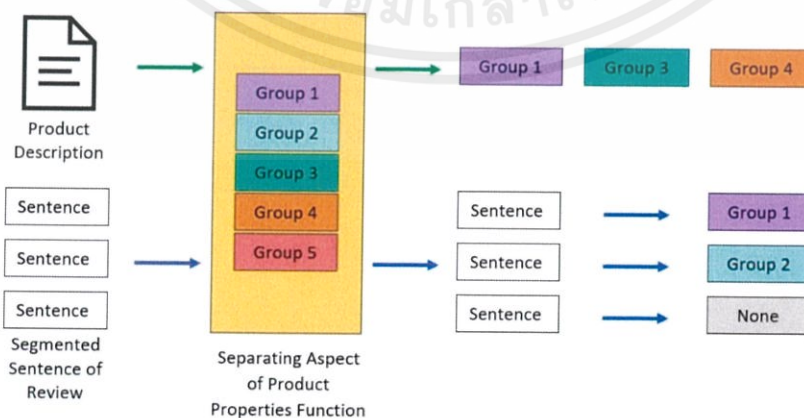 Group 1
Group 2
Group 3
Group 4
Group 5
Group 1
Group 3
Group 4
Product
Description
Sentence
Sentence
Sentence
Segmented
Sentence of
Review
Separating Aspect
of Product
Properties Function
Sentence
Group 1
Sentence
Group 2
Sentence
None